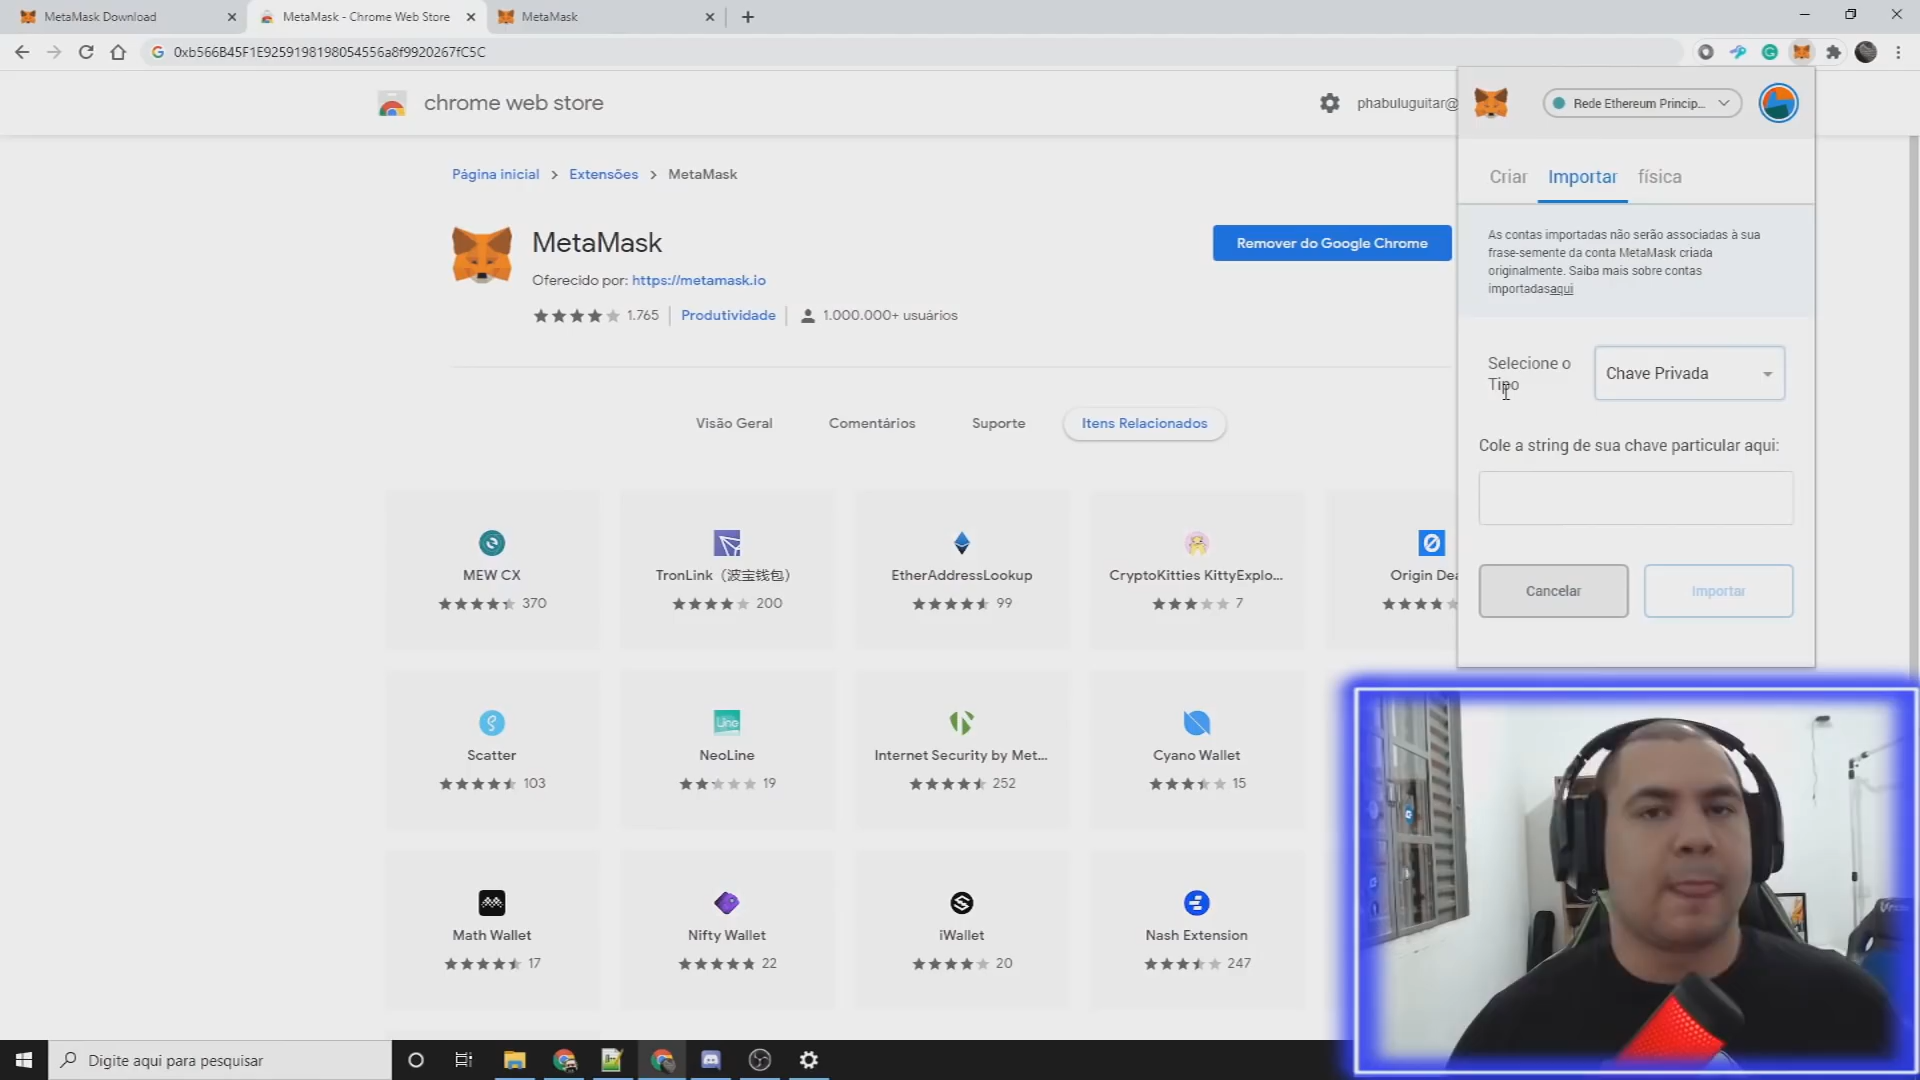 MetaMask Download
MetaMask - Chrome Web Store
MetaMask
0xb566B45F1E9259198198054556a8f9920267fC5C
chrome web store
phabuluguitar@
Rede Ethereum Princip...
Criar
Importar
física
Página inicial > Extensões > MetaMask
MetaMask
Oferecido por: https://metamask.io
1.765
Produtividade
1.000.000+ usuários
Remover do Google Chrome
As contas importadas não serão associadas à sua
frase-semente da conta MetaMask criada
originalmente. Saiba mais sobre contas
importadasaqui
Selecione o
Tipo
Chave Privada
Cole a string de sua chave particular aqui:
Cancelar
Importar
Visão Geral
Comentários
Suporte
Itens Relacionados
MEW CX
370
TronLink（波宝钱包）
200
EtherAddressLookup
99
CryptoKitties KittyExplo...
7
Origin De
Scatter
103
NeoLine
19
Internet Security by Met...
252
Cyano Wallet
15
Math Wallet
17
Nifty Wallet
22
iWallet
20
Nash Extension
247
Digite aqui para pesquisar